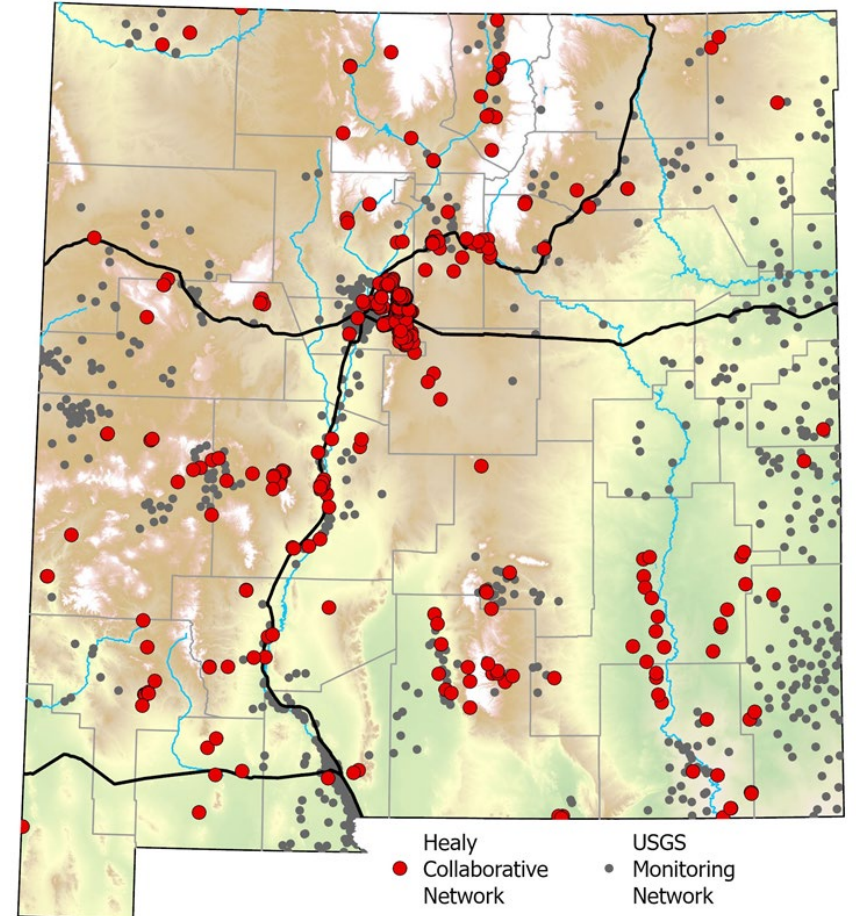 Healy
Collaborative
Network
USGS
Monitoring
Network